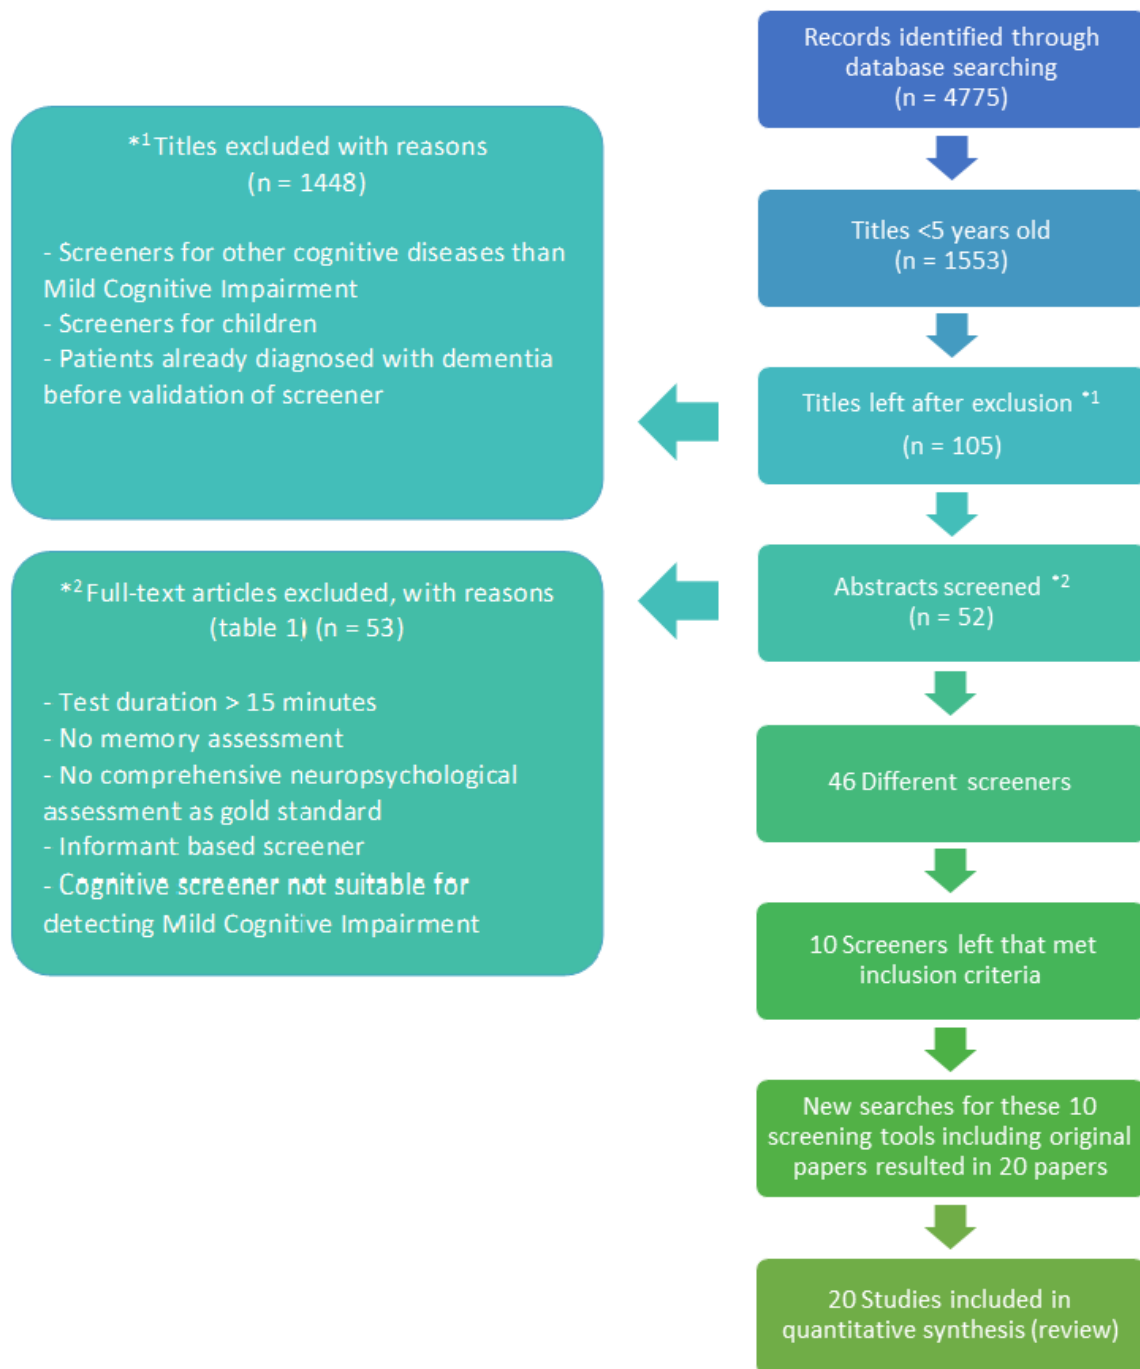 Records identified through
database searching
(n = 4775)
*1 Titles excluded with reasons
(n = 1448)
- Screeners for other cognitive diseases than
Mild Cognitive Impairment
- Screeners for children
- Patients already diagnosed with dementia
before validation of screener
Titles <5 years old
(n = 1553)
Titles left after exclusion *1
(n = 105)
*2 Full-text articles excluded, with reasons
(table 1) (n = 53)
- Test duration > 15 minutes
- No memory assessment
- No comprehensive neuropsychological
assessment as gold standard
- Informant based screener
- Cognitive screener not suitable for
detecting Mild Cognitive Impairment
Abstracts screened *2
(n = 52)
46 Different screeners
10 Screeners left that met
inclusion criteria
New searches for these 10
screening tools including original
papers resulted in 20 papers
20 Studies included in
quantitative synthesis (review)